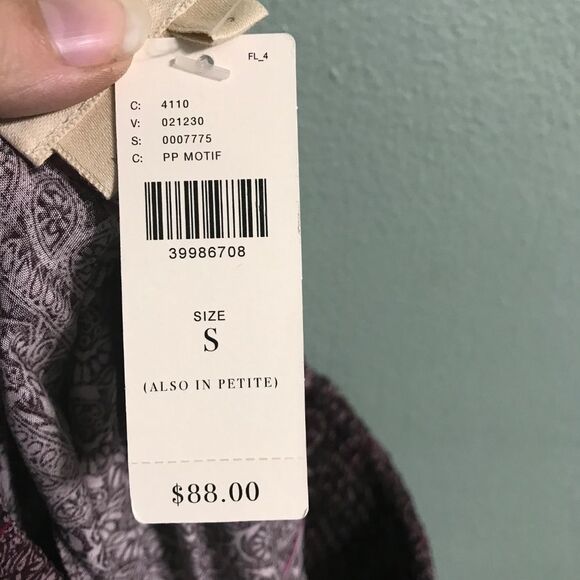 FL_4
C: 4110
V: 021230
S: 0007775
C: PP MOTIF
39986708
SIZE
S
(ALSO IN PETITE)
$88.00